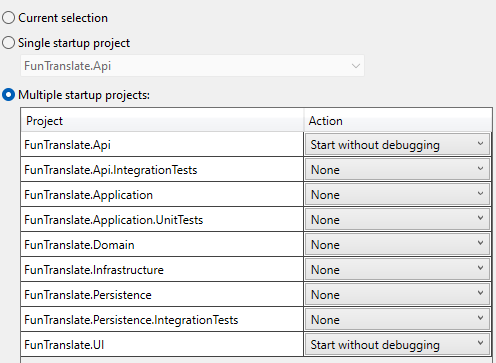 Current selection
Single startup project
FunTranslate.Api
Multiple startup projects:
Project Action
FunTranslate.Api Start without debugging
FunTranslate.Api.IntegrationTests None
FunTranslate.Application None
FunTranslate.Application.UnitTests None
FunTranslate.Domain None
FunTranslate.Infrastructure None
FunTranslate.Persistence None
FunTranslate.Persistence.IntegrationTests None
FunTranslate.UI Start without debugging